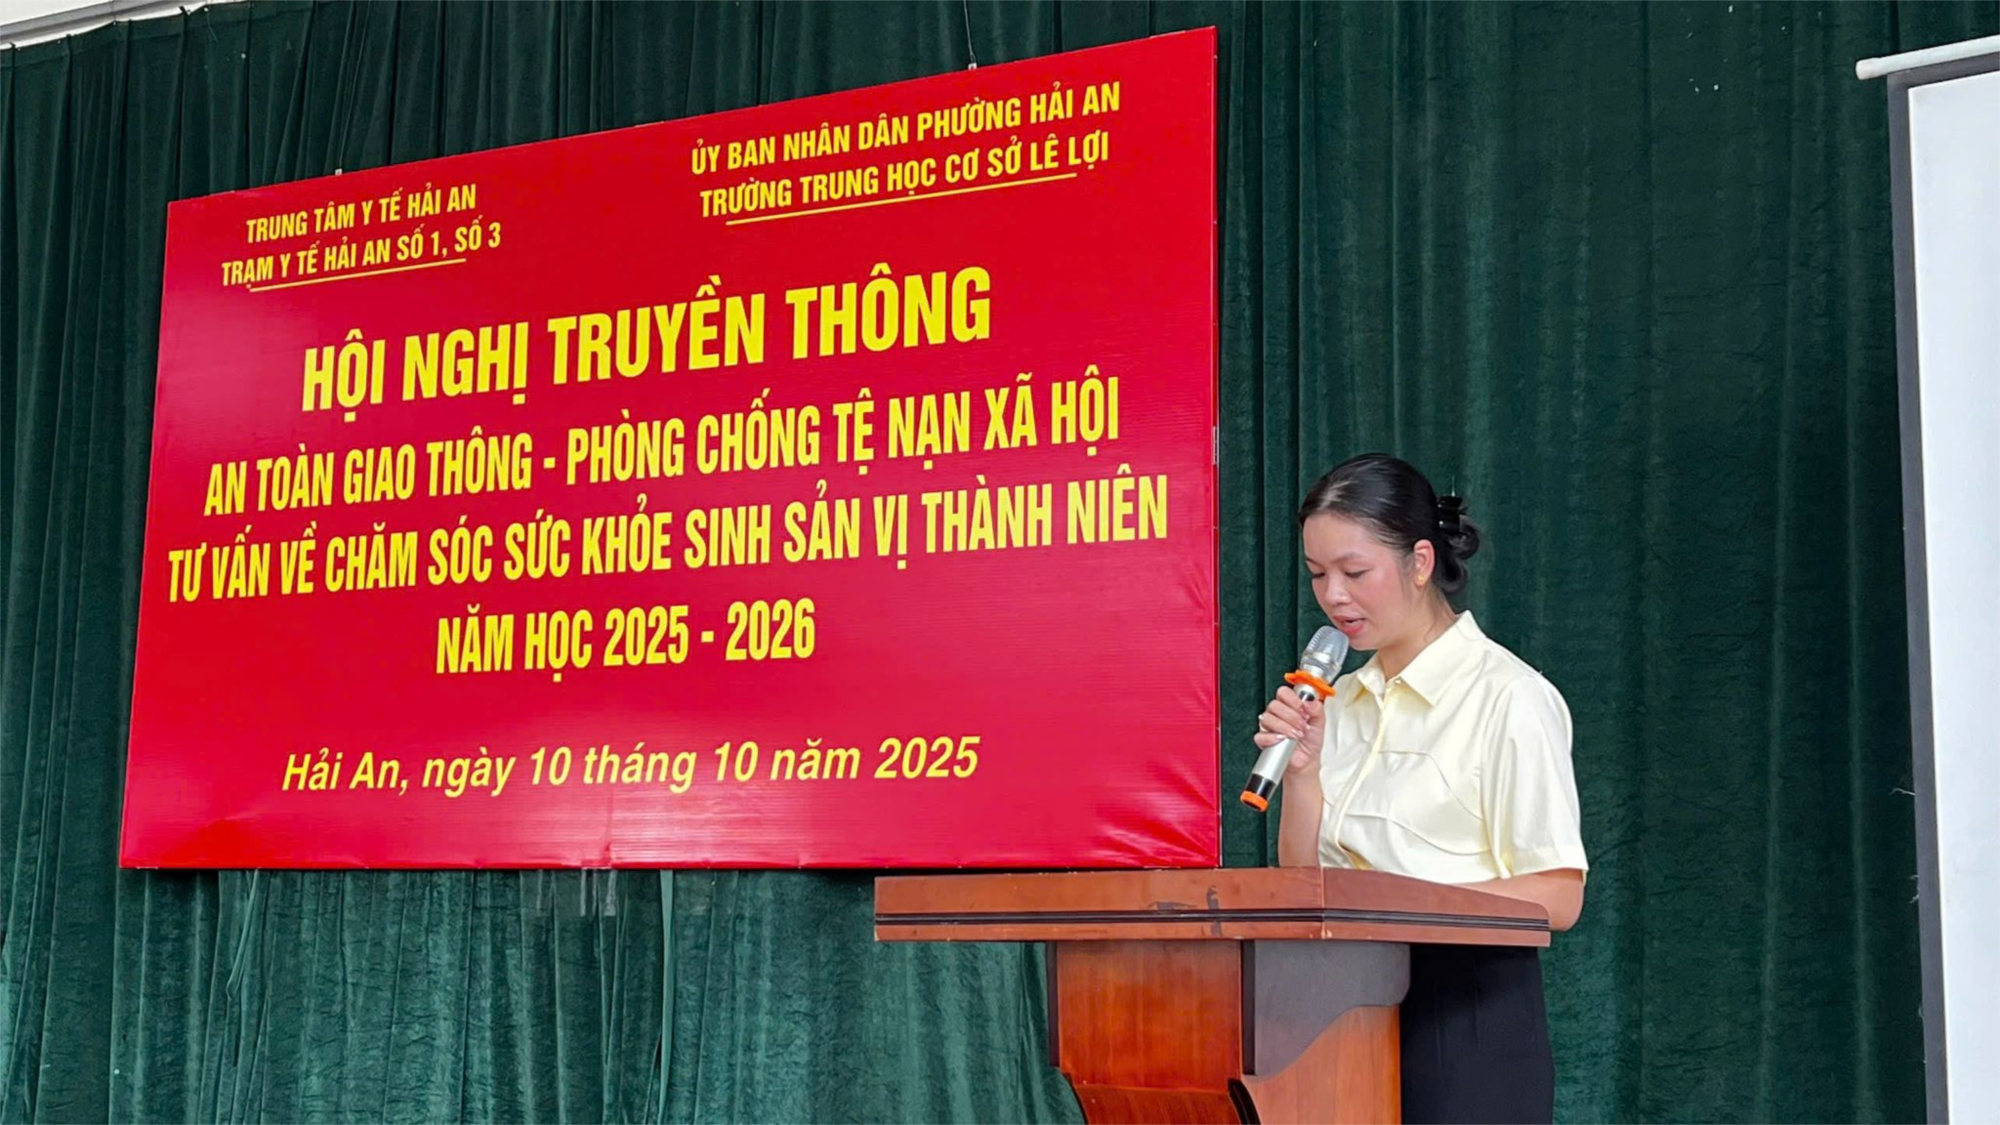 TRUNG TÂM Y TẾ HẢI AN
TRẠM Y TẾ HẢI AN SỐ 1, SỐ 3
ỦY BAN NHÂN DÂN PHƯỜNG HẢI AN
TRƯỜNG TRUNG HỌC CƠ SỞ LÊ LỢI
HỘI NGHỊ TRUYỀN THÔNG
AN TOÀN GIAO THÔNG - PHÒNG CHỐNG TỆ NẠN XÃ HỘI
TƯ VẤN VỀ CHĂM SÓC SỨC KHỎE SINH SẢN VỊ THÀNH NIÊN
NĂM HỌC 2025 - 2026
Hải An, ngày 10 tháng 10 năm 2025